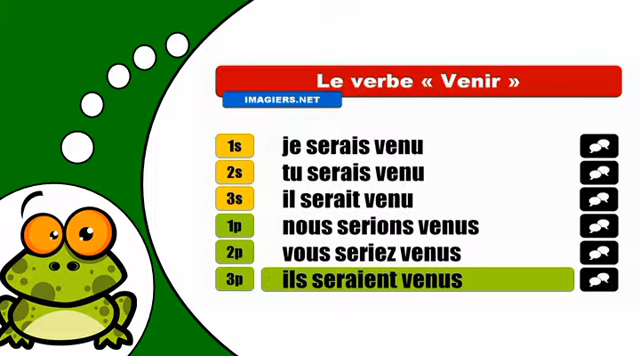 Le verbe « Venir »
IMAGIERS.NET
1s je serais venu
2s tu serais venu
3s il serait venu
1p nous serions venus
2p vous seriez venus
3p ils seraient venus